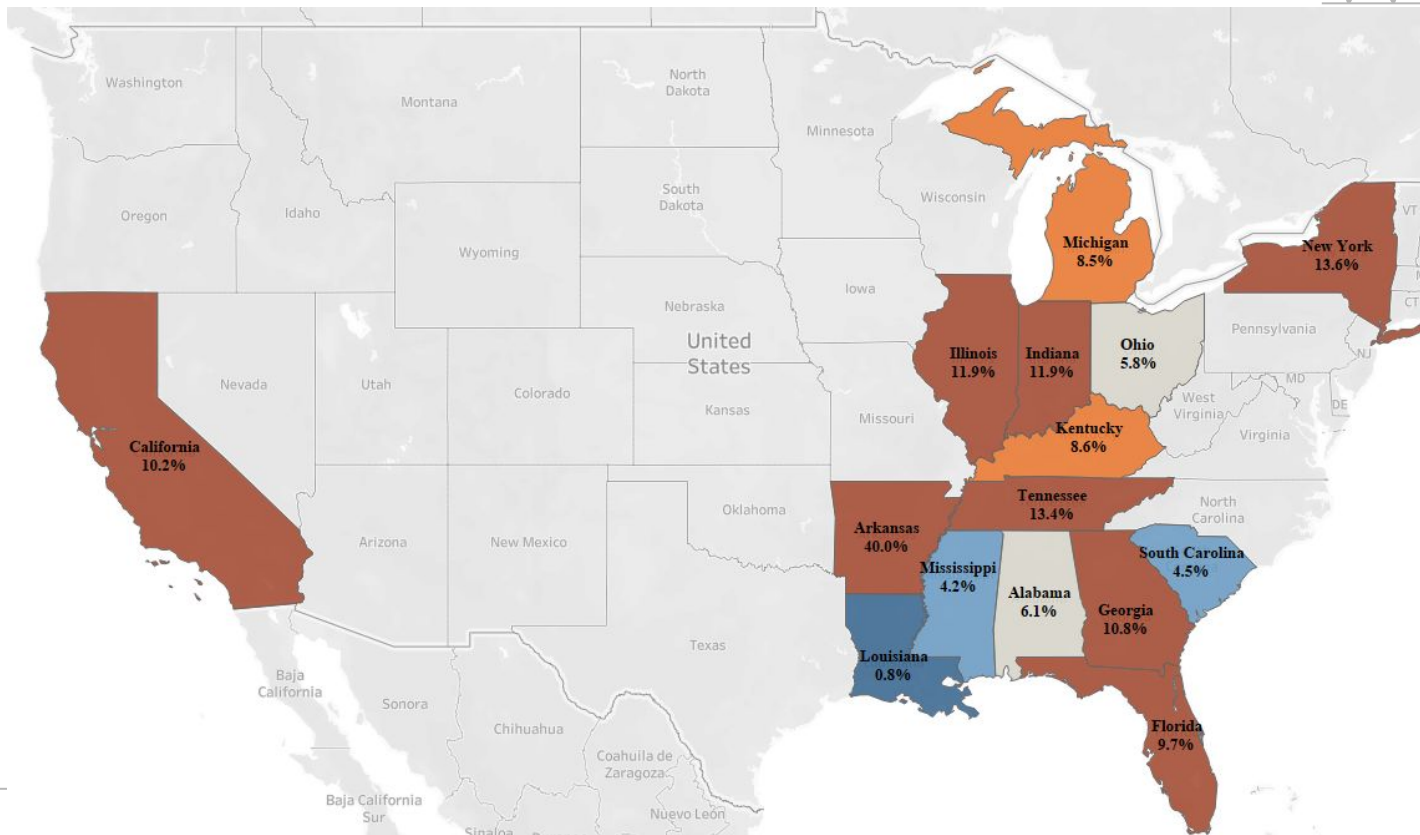 Washington
Montana
North
Dakota
Minnesota
Oregon
Idaho
South
Dakota
Wisconsin
Wyoming
Michigan
8.5%
VT
New York
13.6%
Iowa
Nebraska
CT
United
States
Pennsylvania
NJ
Illinois
11.9%
Indiana
11.9%
Ohio
5.8%
Nevada
Utah
Colorado
Kansas
Missouri
MD
DE
West
Virginia
Virginia
California
10.2%
Kentucky
8.6%
Tennessee
13.4%
North
Carolina
Oklahoma
Arkansas
40.0%
Arizona
New Mexico
Mississippi
4.2%
South Carolina
4.5%
Alabama
6.1%
Georgia
10.8%
Texas
Louisiana
0.8%
Baja
California
Sonora
Chihuahua
Florida
9.7%
Coahuila de
Zaragoza
Baja California
Sur
Nuevo León
Sinaloa